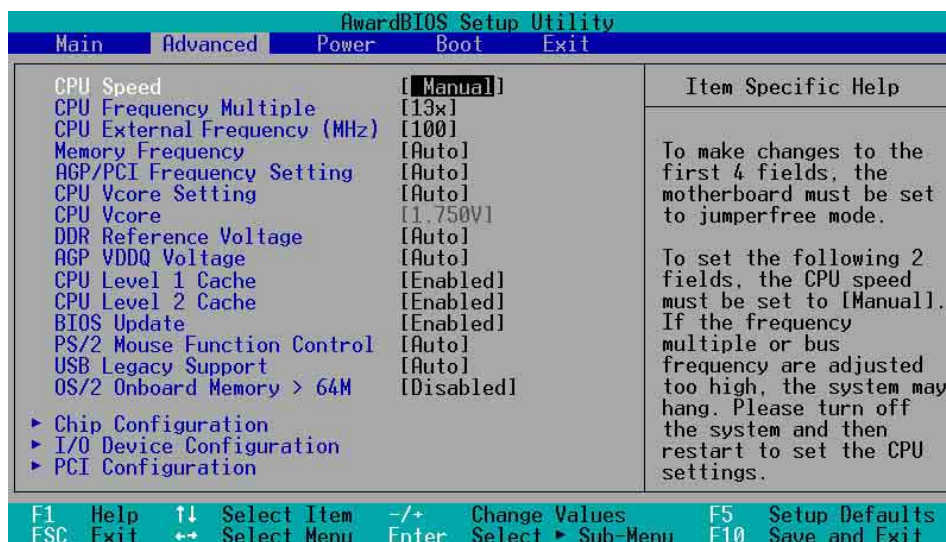 AwardBIOS Setup Utility
Main Advanced Power Boot Exit
CPU Speed [ Manual]
CPU Frequency Multiple [13x]
CPU External Frequency (MHz) [100]
Memory Frequency [Auto]
AGP/PCI Frequency Setting [Auto]
CPU Vcore Setting [Auto]
CPU Vcore [1.750V]
DDR Reference Voltage [Auto]
AGP VDDQ Voltage [Auto]
CPU Level 1 Cache [Enabled]
CPU Level 2 Cache [Enabled]
BIOS Update [Enabled]
PS/2 Mouse Function Control [Auto]
USB Legacy Support [Auto]
OS/2 Onboard Memory > 64M [Disabled]
► Chip Configuration
► I/O Device Configuration
► PCI Configuration
Item Specific Help
To make changes to the
first 4 fields, the
motherboard must be set
to jumperfree mode.
To set the following 2
fields, the CPU speed
must be set to [Manual].
If the frequency
multiple or bus
frequency are adjusted
too high, the system may
hang. Please turn off
the system and then
restart to set the CPU
settings.
F1 Help ↑↓ Select Item -/+ Change Values F5 Setup Defaults
ESC Exit ↔ Select Menu Enter Select ► Sub-Menu F10 Save and Exit